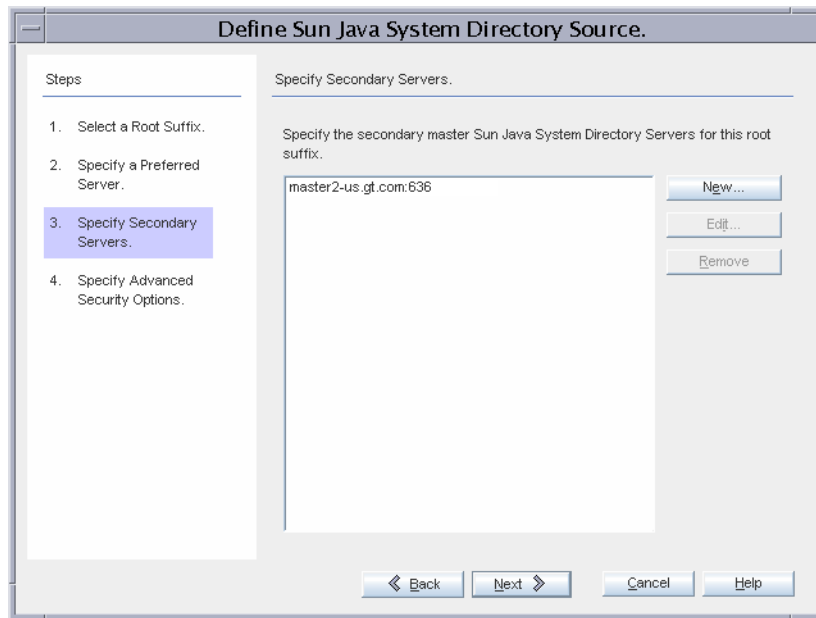 Define Sun Java System Directory Source.
Steps
1. Select a Root Suffix.
2. Specify a Preferred
Server.
3. Specify Secondary
Servers.
4. Specify Advanced
Security Options.
Specify Secondary Servers.
Specify the secondary master Sun Java System Directory Servers for this root
suffix.
master2-us.gt.com:636
New...
Edit...
Remove
Back
Next
Cancel
Help